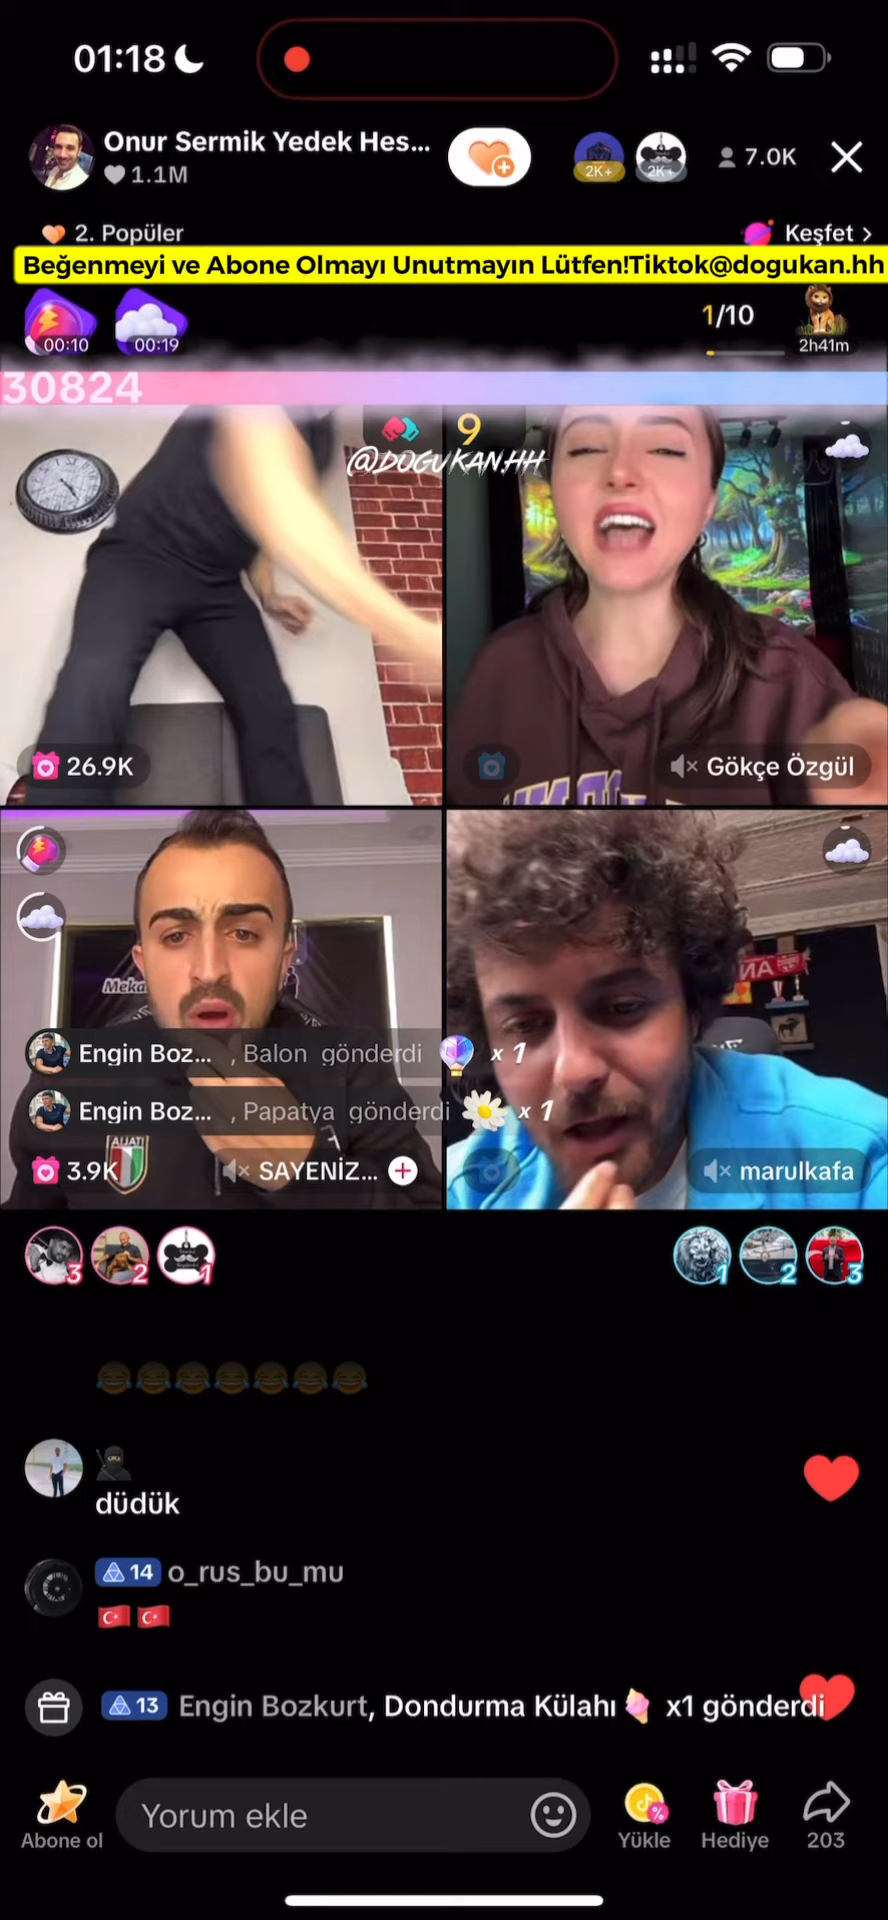 01:18
Onur Sermik Yedek Hes...
1.1M
2K+
2K+
7.0K
2. Popüler
Keşfet >
Beğenmeyi ve Abone Olmayı Unutmayın Lütfen!Tiktok@dogukan.hh
00:10
00:19
1/10
2h41m
30824
9
@DOGUKAN.HH
26.9K
Gökçe Özgül
Meka
Engin Boz... , Balon gönderdi x 1
Engin Boz... , Papatya gönderdi x 1
3.9K
SAYENİZ...
marulkafa
3
2
1
1
2
3
😂😂😂😂😂😂😂
düdük
14 o_rus_bu_mu
🇹🇷 🇹🇷
13 Engin Bozkurt, Dondurma Külahı x1 gönderdi
Yorum ekle
Abone ol
Yükle
Hediye
203